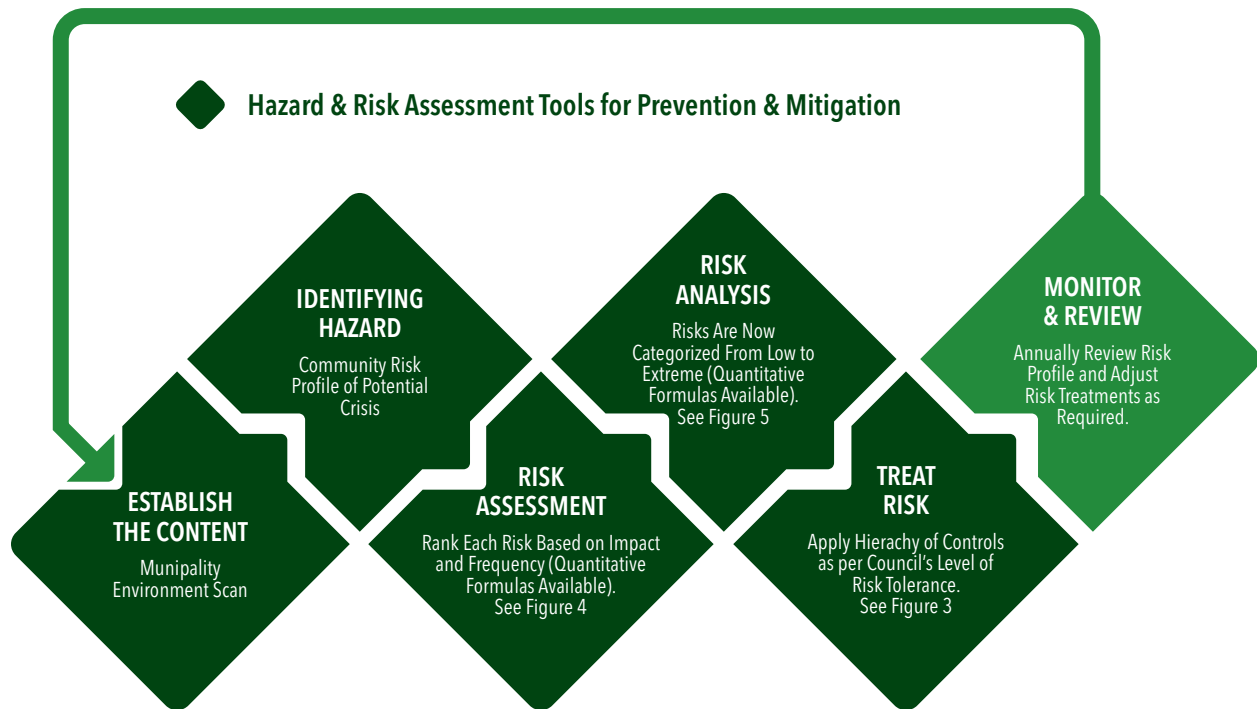 Hazard & Risk Assessment Tools for Prevention & Mitigation
ESTABLISH
THE CONTENT
Munipality
Environment Scan
IDENTIFYING
HAZARD
Community Risk
Profile of Potential
Crisis
RISK
ASSESSMENT
Rank Each Risk Based on Impact
and Frequency (Quantitative
Formulas Available).
See Figure 4
RISK
ANALYSIS
Risks Are Now
Categorized From Low to
Extreme (Quantitative
Formulas Available).
See Figure 5
TREAT
RISK
Apply Hierachy of Controls
as per Council’s Level of
Risk Tolerance.
See Figure 3
MONITOR
& REVIEW
Annually Review Risk
Profile and Adjust
Risk Treatments as
Required.